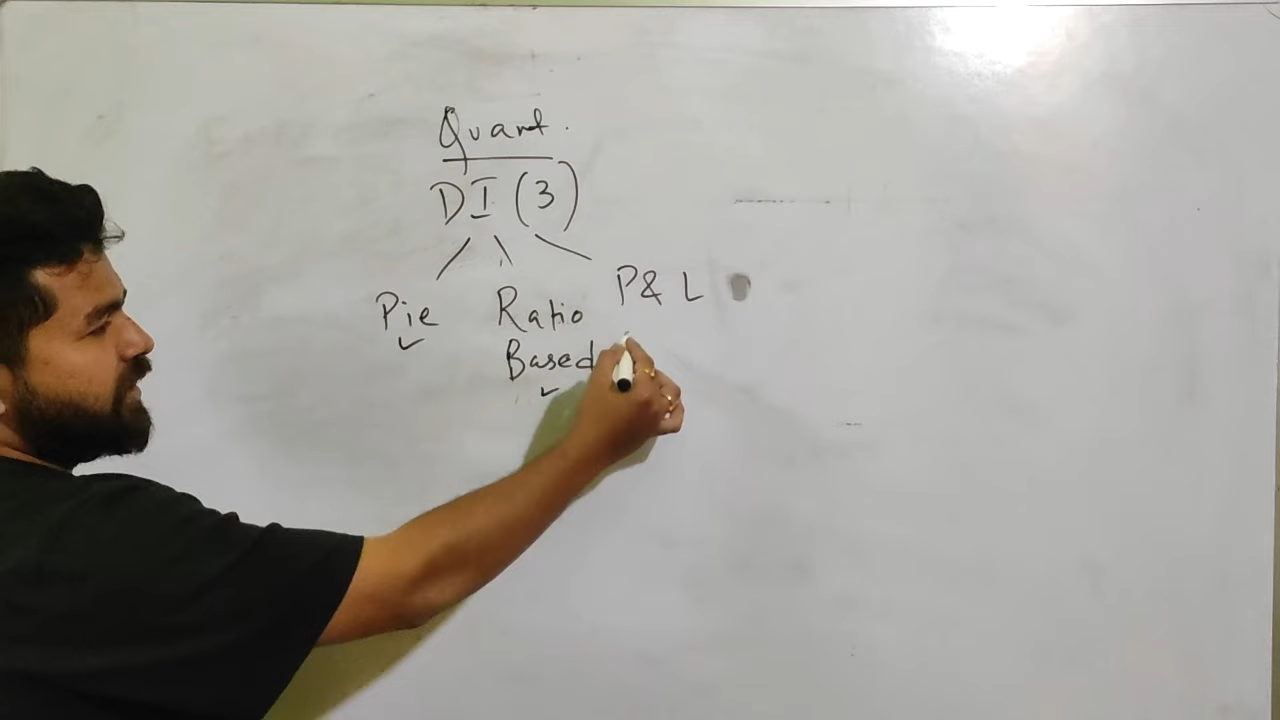 Quant.
DI (3)
Pie Ratio Based P& L